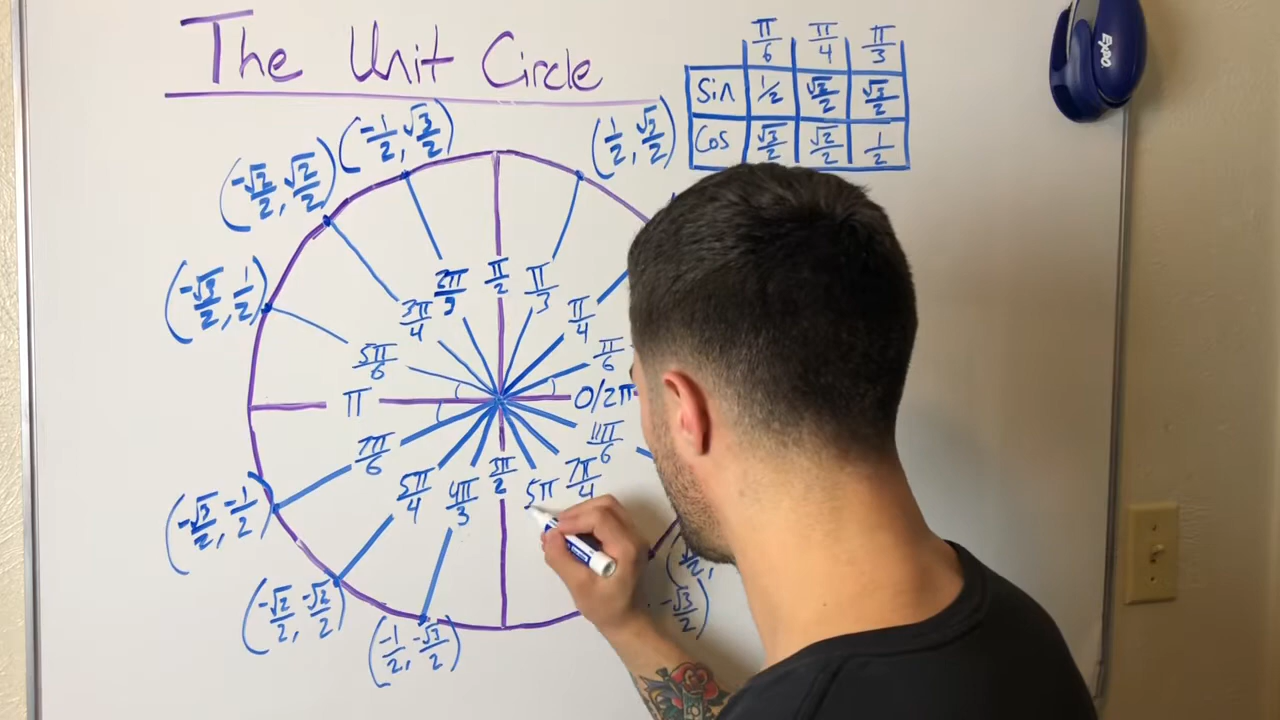 The Unit Circle
π/6 π/4 π/3
Sin 1/2 √2/2 √3/2
Cos √3/2 √2/2 1/2
EXPO
(-1/2, √3/2)
(1/2, √3/2)
(-√2/2, √2/2)
(-√3/2, 1/2)
2π/3 π/2 π/3
3π/4 π/4
5π/6 π/6
π 0/2π
7π/6 11π/6
5π/4 4π/3 3π/2 5π 7π/4
(-√3/2, -1/2)
(-√2/2, -√2/2)
(-1/2, -√3/2)
-√3/2)